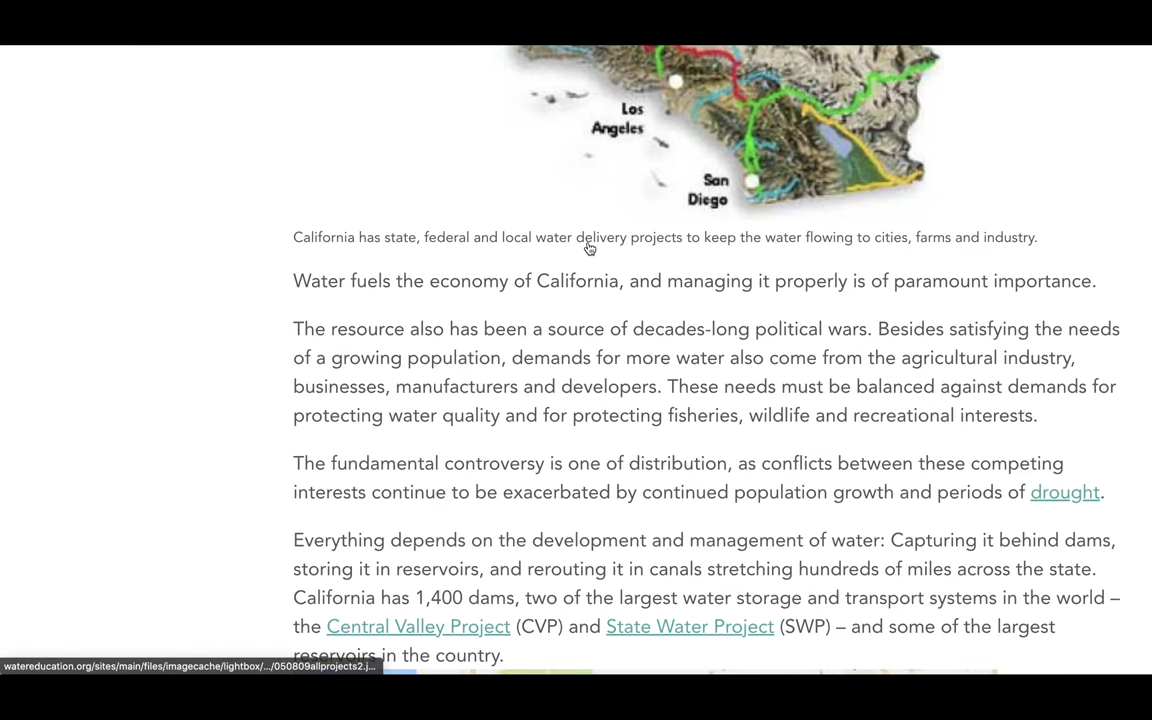 Los
Angeles
San
Diego
California has state, federal and local water delivery projects to keep the water flowing to cities, farms and industry.
Water fuels the economy of California, and managing it properly is of paramount importance.
The resource also has been a source of decades-long political wars. Besides satisfying the needs
of a growing population, demands for more water also come from the agricultural industry,
businesses, manufacturers and developers. These needs must be balanced against demands for
protecting water quality and for protecting fisheries, wildlife and recreational interests.
The fundamental controversy is one of distribution, as conflicts between these competing
interests continue to be exacerbated by continued population growth and periods of drought.
Everything depends on the development and management of water: Capturing it behind dams,
storing it in reservoirs, and rerouting it in canals stretching hundreds of miles across the state.
California has 1,400 dams, two of the largest water storage and transport systems in the world –
the Central Valley Project (CVP) and State Water Project (SWP) – and some of the largest
reservoirs in the country.
watereducation.org/sites/main/files/imagecache/lightbox/.../050809allprojects2.j...